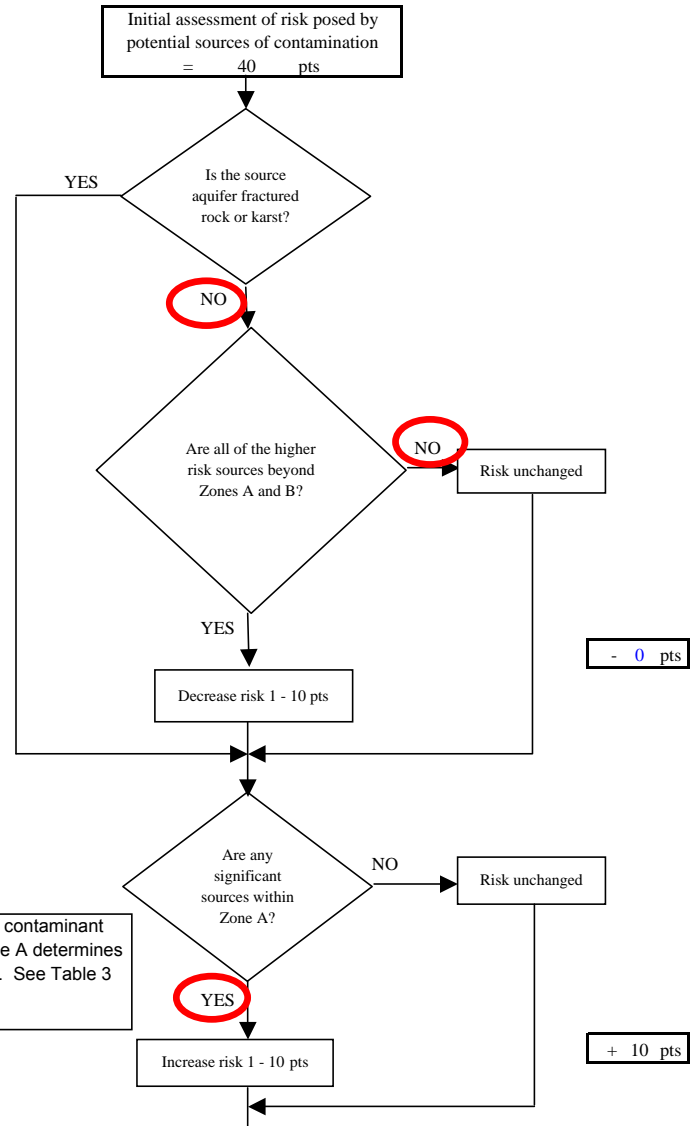 Initial assessment of risk posed by
potential sources of contamination
= 40 pts
YES
Is the source
aquifer fractured
rock or karst?
NO
Are all of the higher
risk sources beyond
Zones A and B?
NO
Risk unchanged
YES
- 0 pts
Decrease risk 1 - 10 pts
Are any
significant
sources within
Zone A?
NO
Risk unchanged
contaminant
e A determines
. See Table 3
YES
+ 10 pts
Increase risk 1 - 10 pts